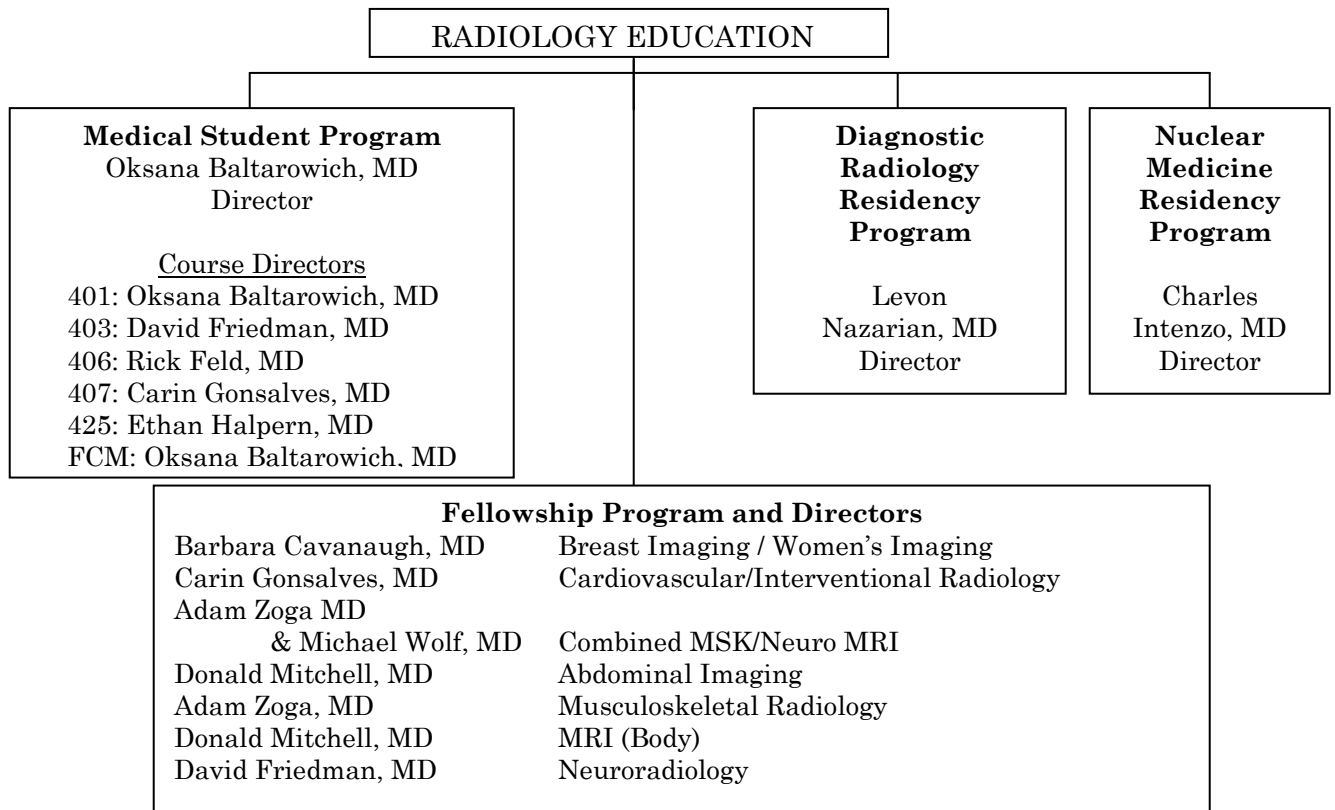 RADIOLOGY EDUCATION
Medical Student Program
Oksana Baltarowich, MD
Director
Course Directors
401: Oksana Baltarowich, MD
403: David Friedman, MD
406: Rick Feld, MD
407: Carin Gonsalves, MD
425: Ethan Halpern, MD
FCM: Oksana Baltarowich, MD
Diagnostic
Radiology
Residency
Program
Levon
Nazarian, MD
Director
Nuclear
Medicine
Residency
Program
Charles
Intenzo, MD
Director
Fellowship Program and Directors
Barbara Cavanaugh, MD Breast Imaging / Women’s Imaging
Carin Gonsalves, MD Cardiovascular/Interventional Radiology
Adam Zoga MD
& Michael Wolf, MD Combined MSK/Neuro MRI
Donald Mitchell, MD Abdominal Imaging
Adam Zoga, MD Musculoskeletal Radiology
Donald Mitchell, MD MRI (Body)
David Friedman, MD Neuroradiology